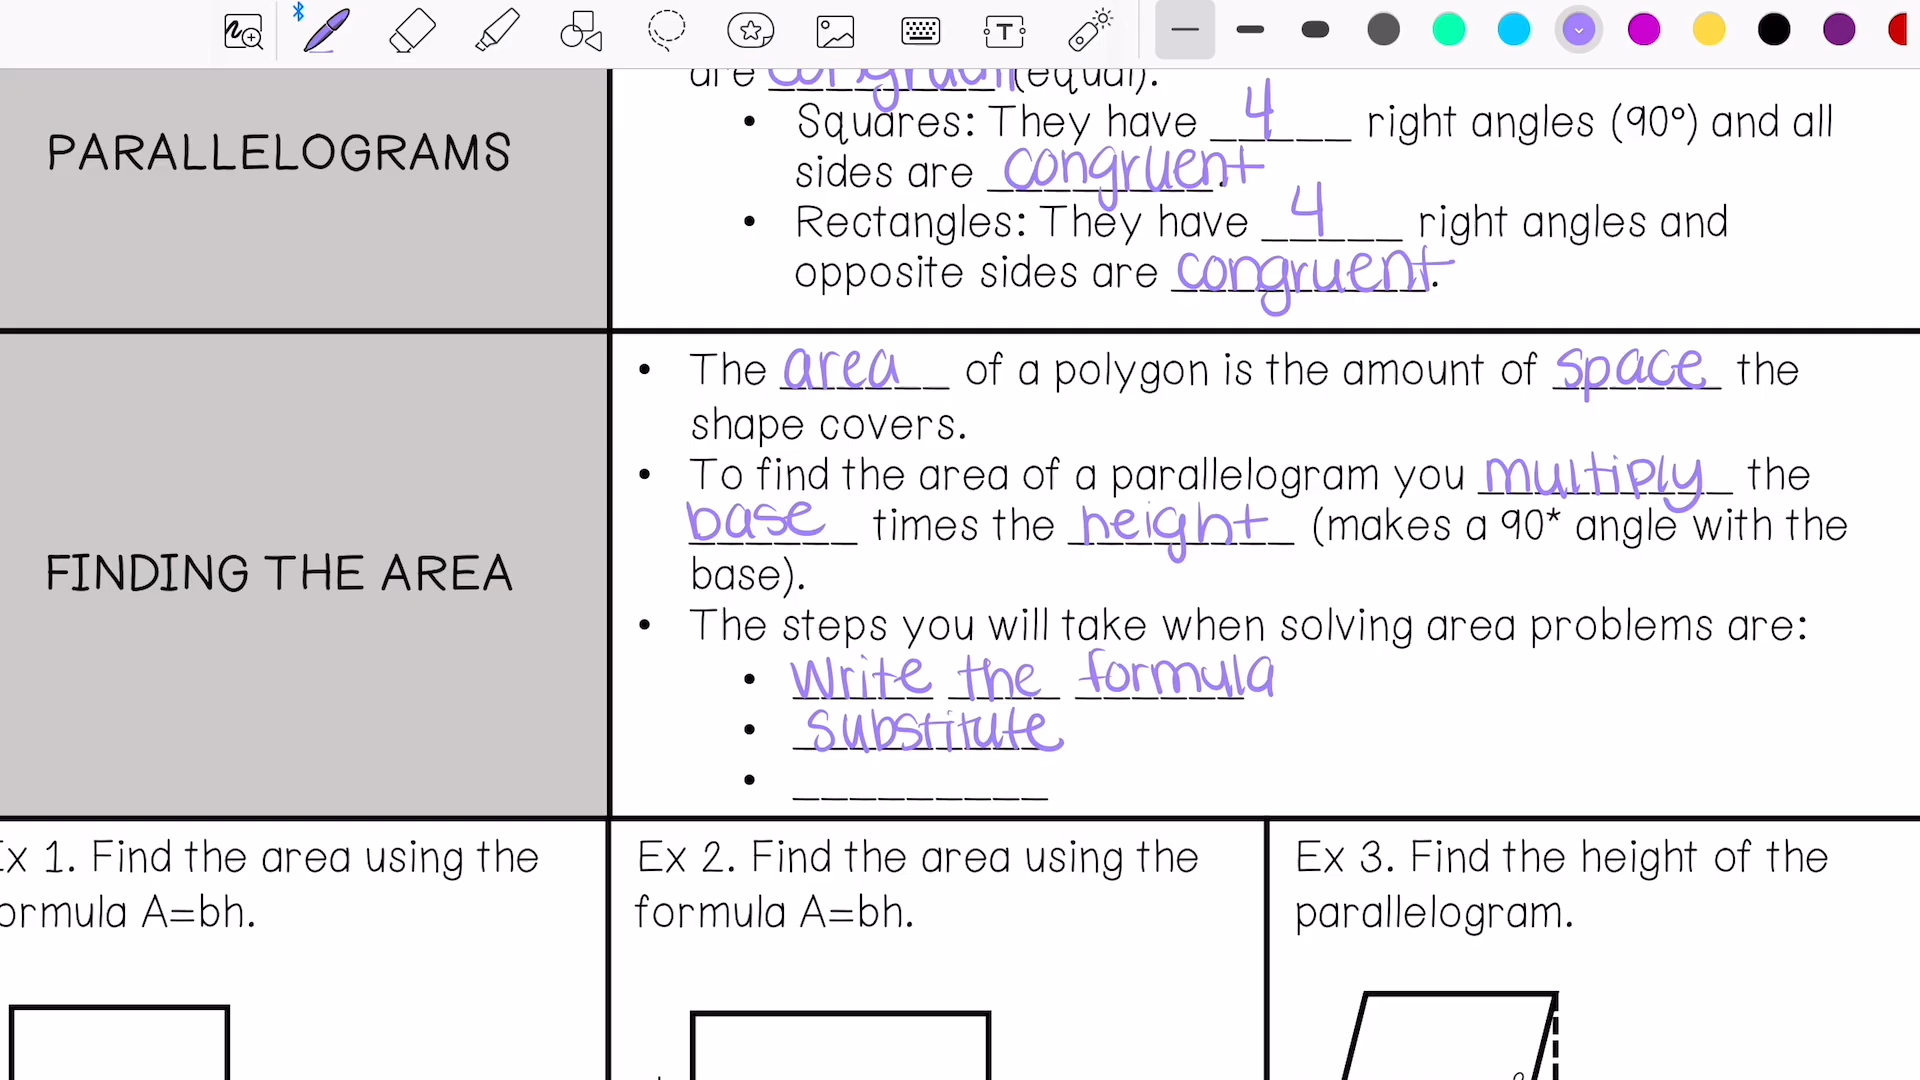 are congruent (equal).
• Squares: They have 4 right angles (90°) and all
sides are congruent.
• Rectangles: They have 4 right angles and
opposite sides are congruent.
PARALLELOGRAMS
• The area of a polygon is the amount of space the
shape covers.
• To find the area of a parallelogram you multiply the
base times the height (makes a 90* angle with the
base).
• The steps you will take when solving area problems are:
• Write the formula
• substitute
• _________
FINDING THE AREA
Ex 1. Find the area using the
formula A=bh.
Ex 2. Find the area using the
formula A=bh.
Ex 3. Find the height of the
parallelogram.